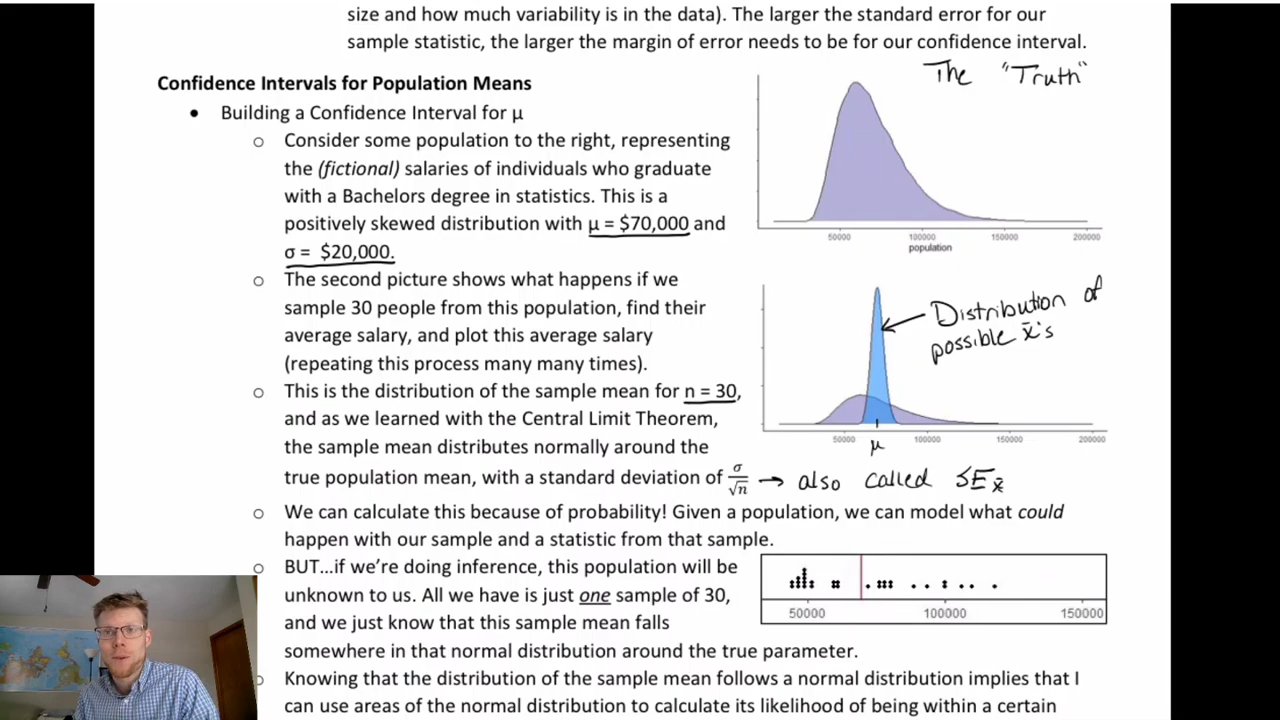 size and how much variability is in the data). The larger the standard error for our
sample statistic, the larger the margin of error needs to be for our confidence interval.
Confidence Intervals for Population Means
The "Truth"
• Building a Confidence Interval for μ
o Consider some population to the right, representing
the (fictional) salaries of individuals who graduate
with a Bachelors degree in statistics. This is a
positively skewed distribution with μ = $70,000 and
σ = $20,000.
50000 100000 150000 200000
population
o The second picture shows what happens if we
sample 30 people from this population, find their
average salary, and plot this average salary
(repeating this process many many times).
Distribution of
possible x̄'s
50000 100000 150000 200000
μ
o This is the distribution of the sample mean for n = 30,
and as we learned with the Central Limit Theorem,
the sample mean distributes normally around the
true population mean, with a standard deviation of σ/√n → also called SEx̄
o We can calculate this because of probability! Given a population, we can model what could
happen with our sample and a statistic from that sample.
o BUT…if we're doing inference, this population will be
unknown to us. All we have is just one sample of 30,
and we just know that this sample mean falls
somewhere in that normal distribution around the true parameter.
50000 100000 150000
o Knowing that the distribution of the sample mean follows a normal distribution implies that I
can use areas of the normal distribution to calculate its likelihood of being within a certain